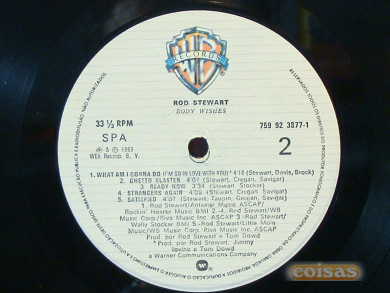 WB
RECORDS
ROD STEWART
BODY WISHES
33 ⅓ RPM
759 92 3877-1
SPA
2
℗ & © 1983
WEA Records B. V.
1. WHAT AM I GONNA DO (I'M SO IN LOVE WITH YOU) 4'18 (Stewart, Davis, Brock)
2. GHETTO BLASTER 4'07 (Stewart, Cregan, Savigar)
3. READY NOW 3'34 (Stewart Stocker)
4. STRANGERS AGAIN 4'09 (Stewart, Cregan, Savigar)
5. SATISFIED 4'07 (Stewart, Taupin, Cregan, Savigar)
1. Rod Stewart/Antiwar Music ASCAP/
Rockin' Hoorse Music BMI 2.4. Rod Stewart/WB
Music Corp./Riva Music Inc. ASCAP 3. Rod Stewart/
Wally Stocker BMI 5. Rod Stewart/Little Mole
Music/WB Music Corp./Riva Music Inc. ASCAP
Prod por Rod Stewart e Tom Dowd
Prod por Rod Stewart, Jimmy
Iovine e Tom Dowd
a Warner Communications Company
coisas